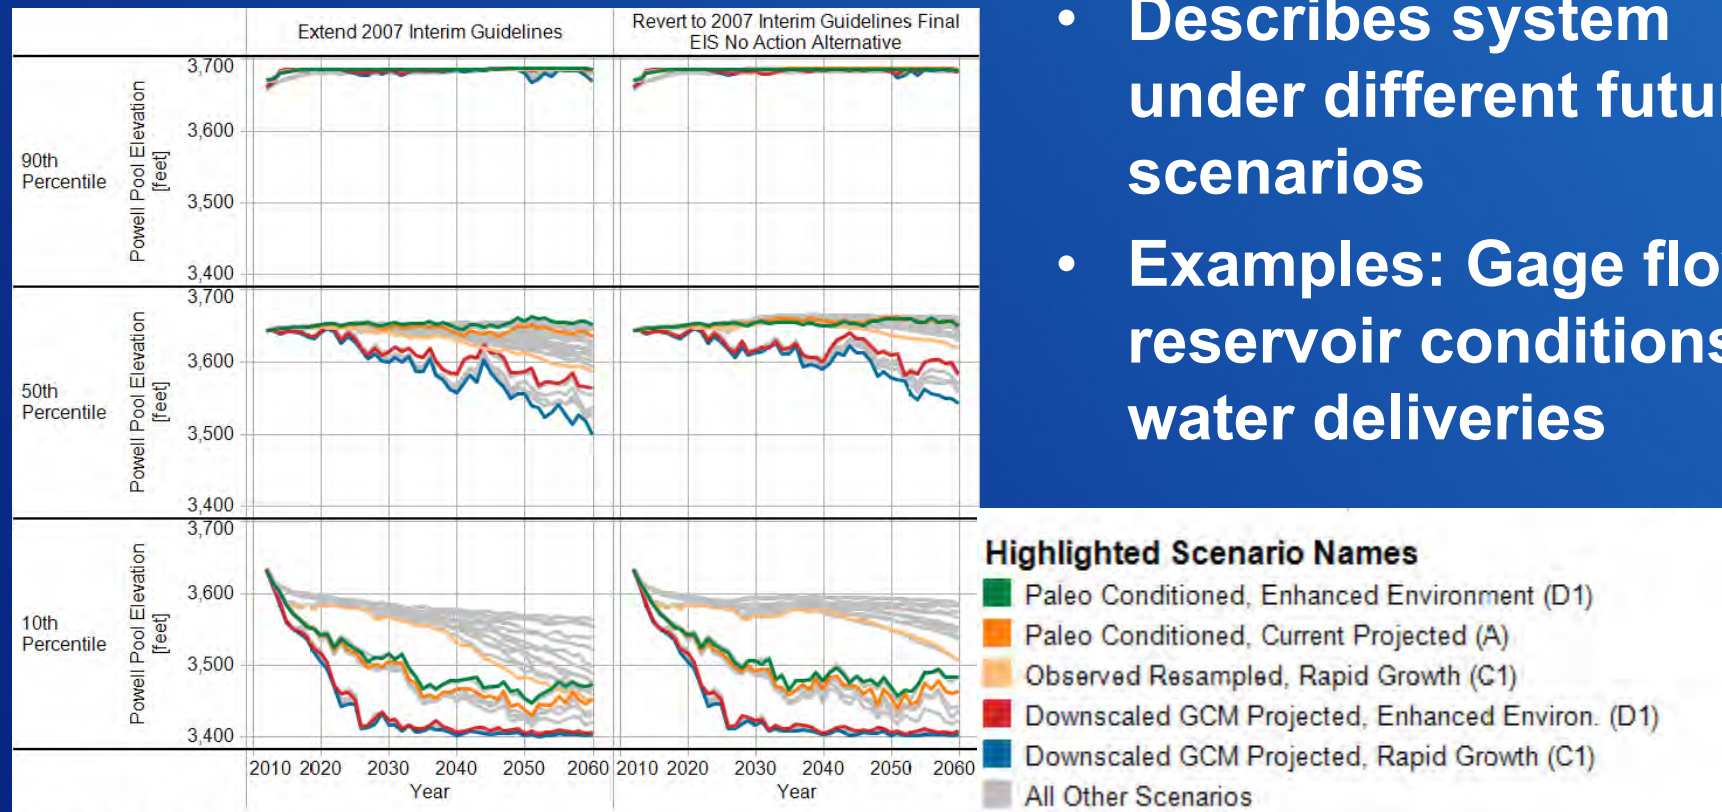 Extend 2007 Interim Guidelines
Revert to 2007 Interim Guidelines Final
EIS No Action Alternative
90th
Percentile
Powell Pool Elevation
[feet]
3,700
3,600
3,500
3,400
50th
Percentile
Powell Pool Elevation
[feet]
3,700
3,600
3,500
3,400
10th
Percentile
Powell Pool Elevation
[feet]
3,700
3,600
3,500
3,400
2010 2020 2030 2040 2050 2060
Year
2010 2020 2030 2040 2050 2060
Year
• Describes system
under different futur
scenarios
• Examples: Gage flo
reservoir conditions
water deliveries
Highlighted Scenario Names
Paleo Conditioned, Enhanced Environment (D1)
Paleo Conditioned, Current Projected (A)
Observed Resampled, Rapid Growth (C1)
Downscaled GCM Projected, Enhanced Environ. (D1)
Downscaled GCM Projected, Rapid Growth (C1)
All Other Scenarios